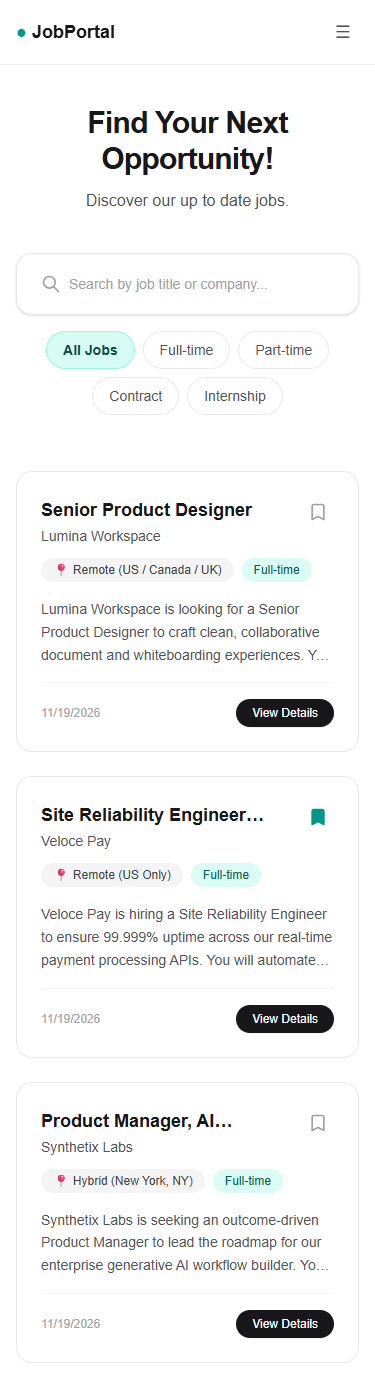 JobPortal
Find Your Next
Opportunity!
Discover our up to date jobs.
Search by job title or company...
All Jobs
Full-time
Part-time
Contract
Internship
Senior Product Designer
Lumina Workspace
Remote (US / Canada / UK)
Full-time
Lumina Workspace is looking for a Senior
Product Designer to craft clean, collaborative
document and whiteboarding experiences. Y…
11/19/2026
View Details
Site Reliability Engineer…
Veloce Pay
Remote (US Only)
Full-time
Veloce Pay is hiring a Site Reliability Engineer
to ensure 99.999% uptime across our real-time
payment processing APIs. You will automate…
11/19/2026
View Details
Product Manager, AI…
Synthetix Labs
Hybrid (New York, NY)
Full-time
Synthetix Labs is seeking an outcome-driven
Product Manager to lead the roadmap for our
enterprise generative AI workflow builder. Yo…
11/19/2026
View Details